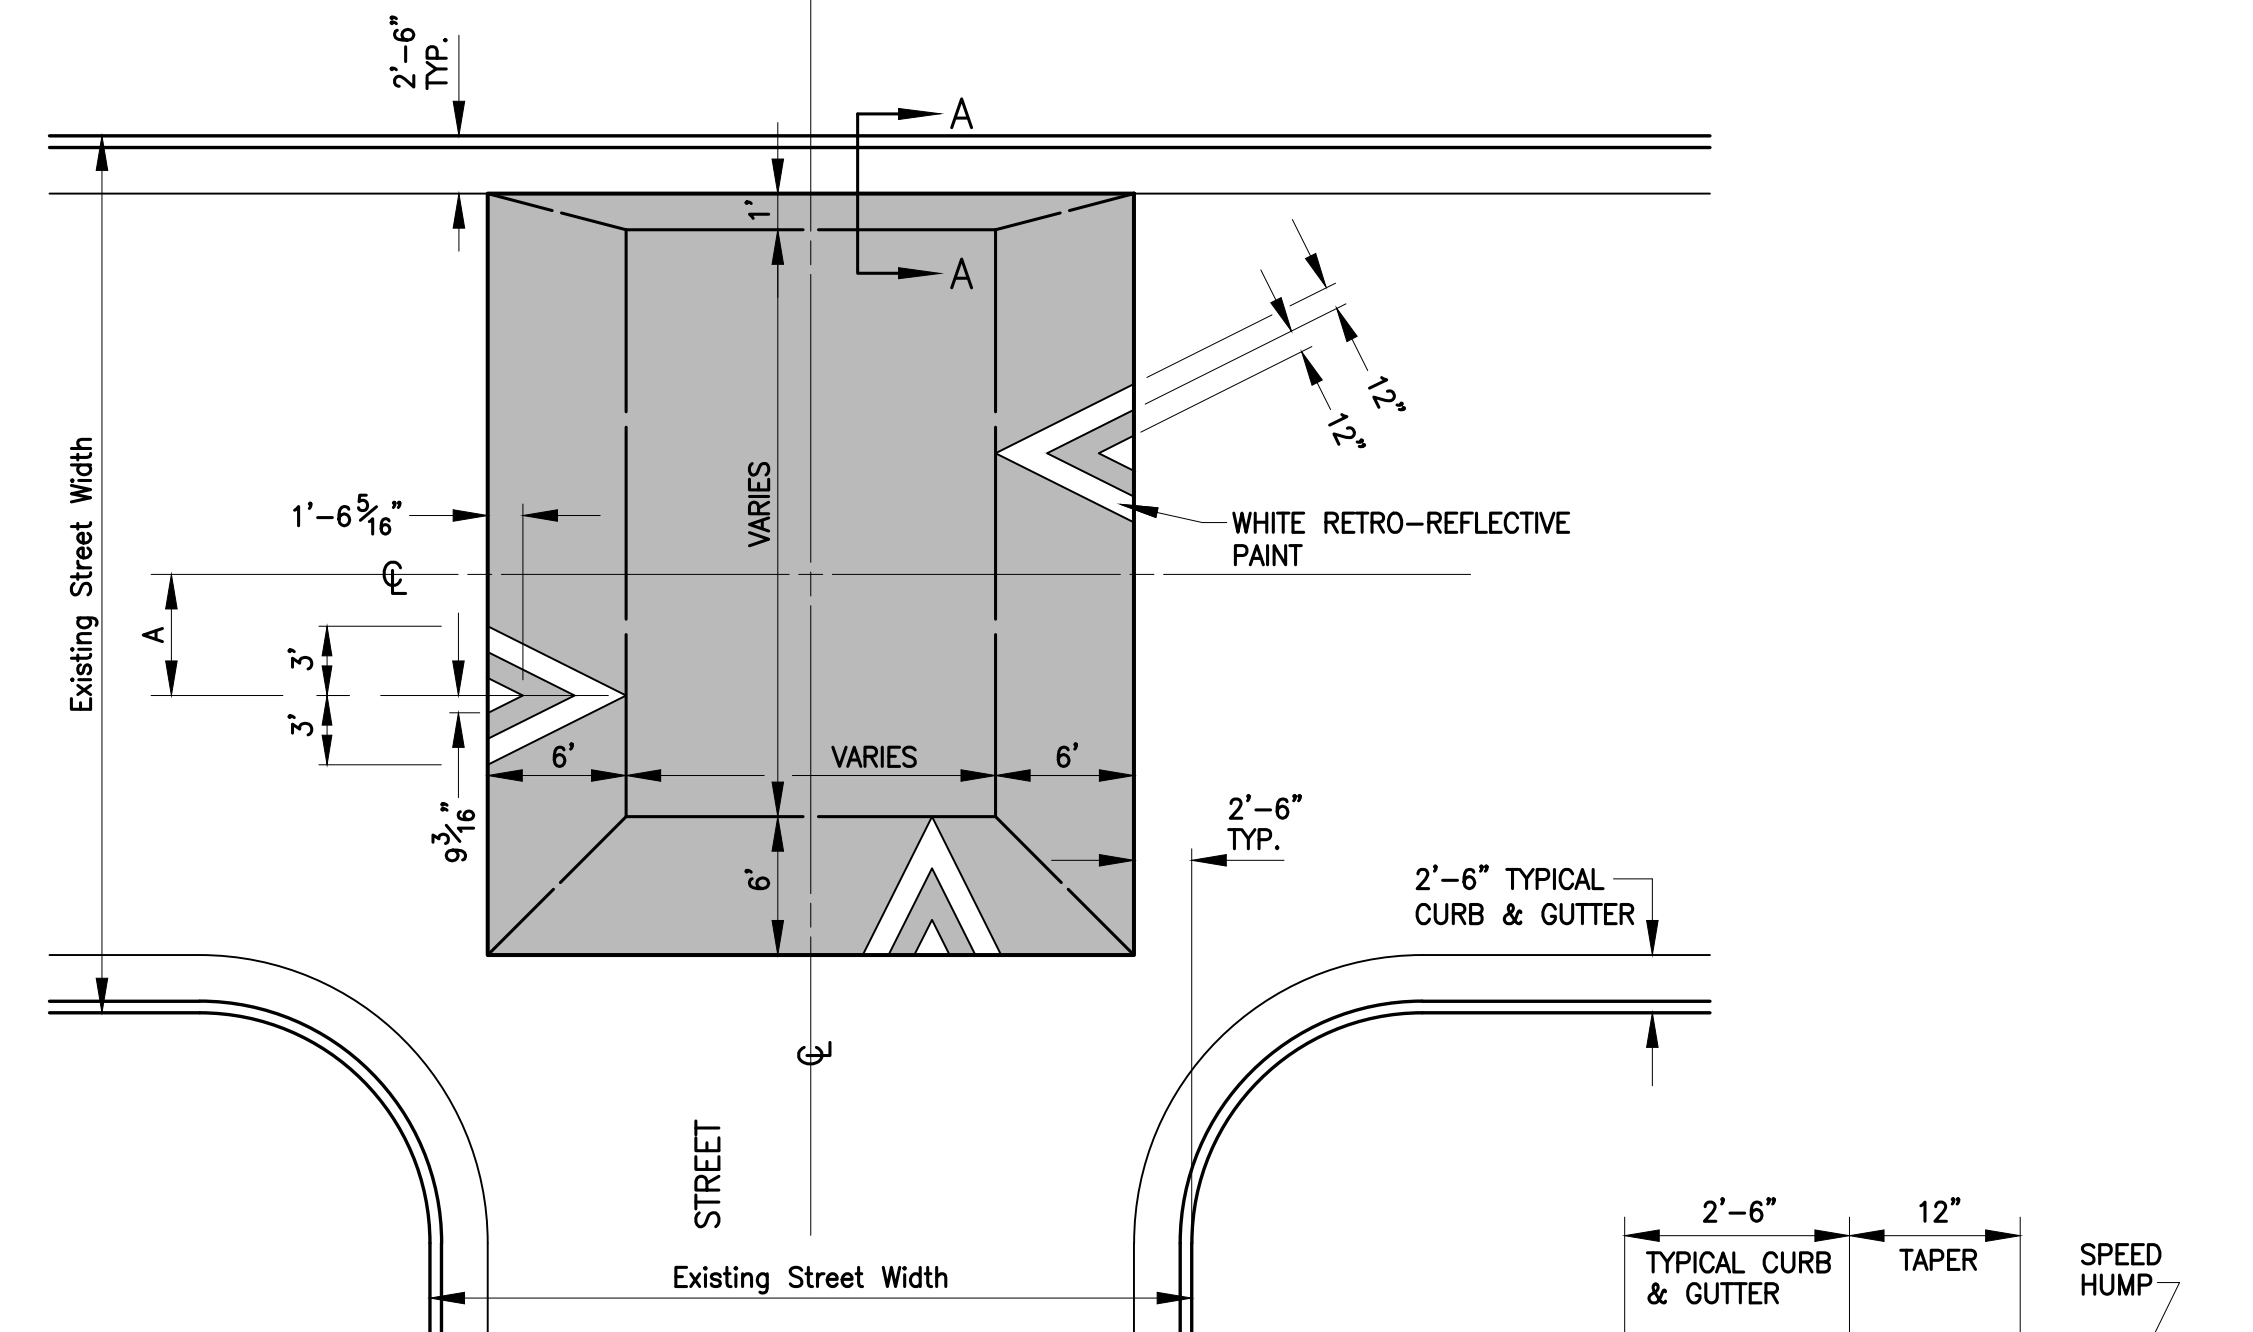 2'-6"
TYP.
A
1'
A
12"
12"
Existing Street Width
VARIES
1'-6 5/16"
WHITE RETRO-REFLECTIVE
PAINT
℄
A
3'
3'
6'
VARIES
6'
9 3/16"
2'-6"
TYP.
6'
2'-6" TYPICAL
CURB & GUTTER
℄
STREET
Existing Street Width
2'-6"
12"
TYPICAL CURB
& GUTTER
TAPER
SPEED
HUMP